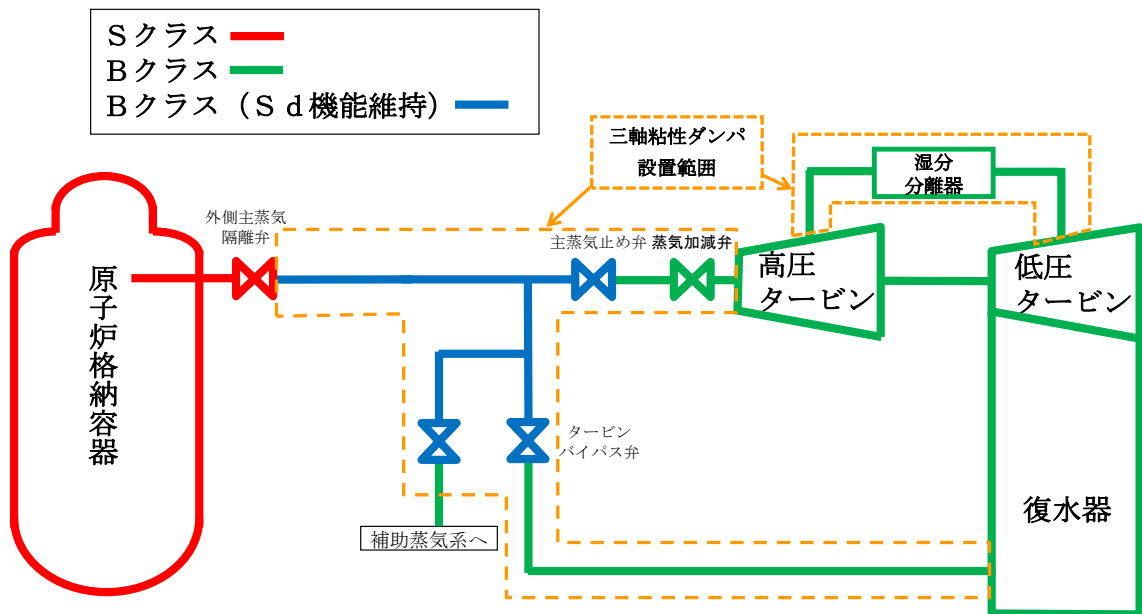 Sクラス
Bクラス
Bクラス（Sd機能維持）
三軸粘性ダンパ
設置範囲
湿分
分離器
外側主蒸気
隔離弁
主蒸気止め弁
蒸気加減弁
原子炉格納容器
高圧
タービン
低圧
タービン
タービン
バイパス弁
復水器
補助蒸気系へ